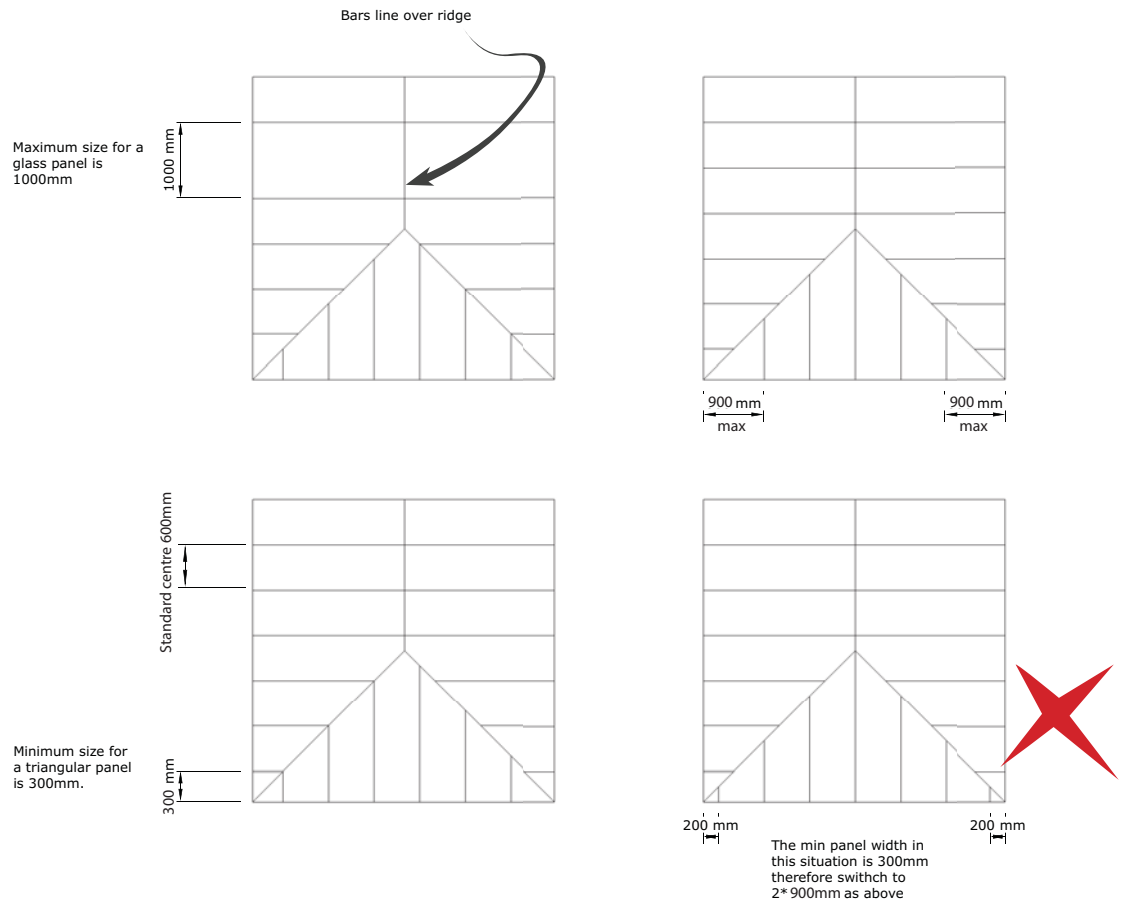 Bars line over ridge
Maximum size for a
glass panel is
1000mm
1000 mm
900 mm
max
900 mm
max
Standard centre 600mm
Minimum size for
a triangular panel
is 300mm.
300 mm
200 mm
200 mm
The min panel width in
this situation is 300mm
therefore swithch to
2*900mm as above